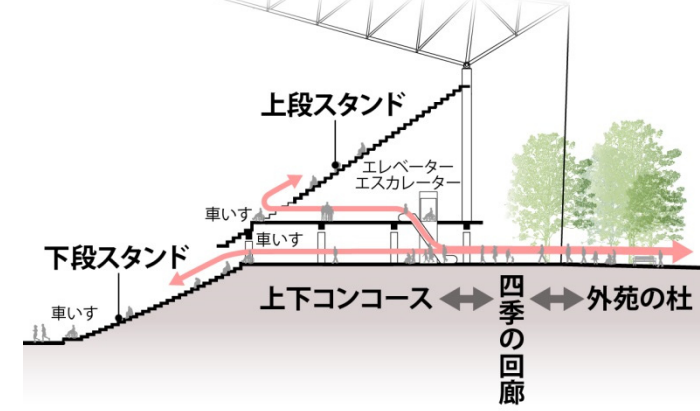 上段スタンド
エレベーター
エスカレーター
車いす
車いす
下段スタンド
車いす
上下コンコース
四季の回廊
外苑の杜